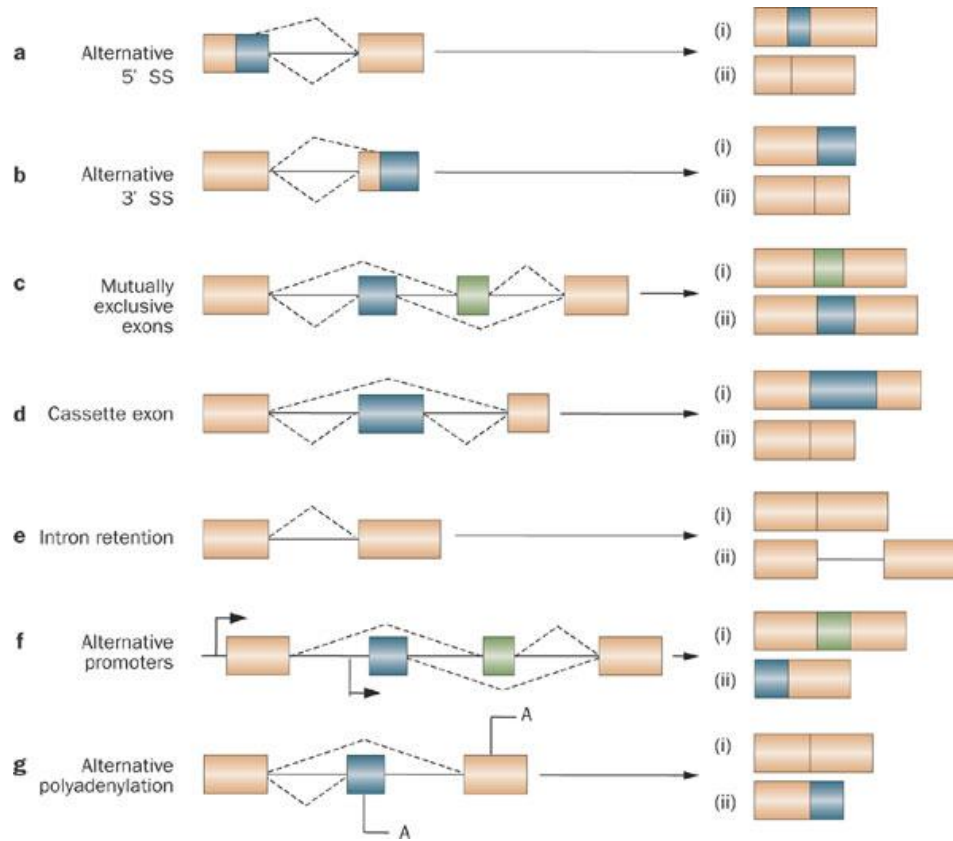 a Alternative 5' SS
(i)
(ii)
b Alternative 3' SS
(i)
(ii)
c Mutually exclusive exons
(i)
(ii)
d Cassette exon
(i)
(ii)
e Intron retention
(i)
(ii)
f Alternative promoters
(i)
(ii)
g Alternative polyadenylation
A
A
(i)
(ii)